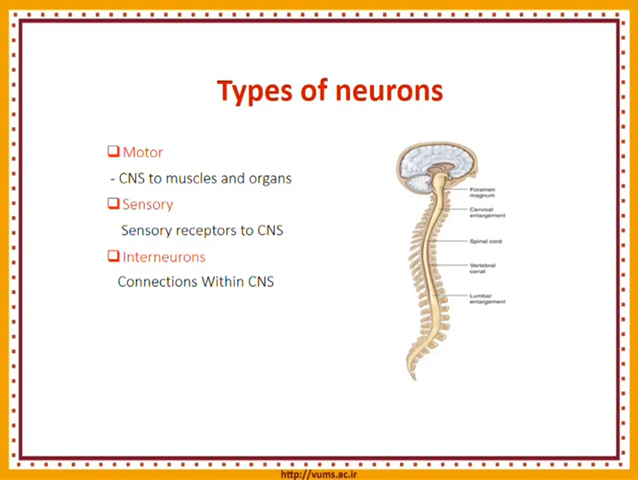 Types of neurons
Motor
- CNS to muscles and organs
Sensory
Sensory receptors to CNS
Interneurons
Connections Within CNS
Foramen
magnum
Cervical
enlargement
Spinal cord
Vertebral
canal
Lumbar
enlargement
http://vums.ac.ir